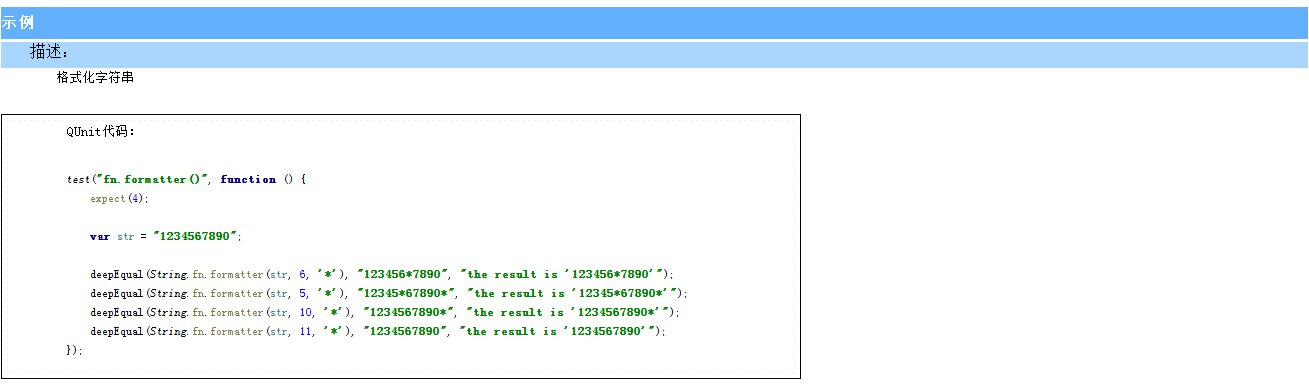 示例
描述：
格式化字符串
QUnit代码：
test("fn.formatter()", function () {
expect(4);
var str = "1234567890";
deepEqual(String.fn.formatter(str, 6, '*'), "123456*7890", "the result is '123456*7890'");
deepEqual(String.fn.formatter(str, 5, '*'), "12345*67890*", "the result is '12345*67890*'");
deepEqual(String.fn.formatter(str, 10, '*'), "1234567890*", "the result is '1234567890*'");
deepEqual(String.fn.formatter(str, 11, '*'), "1234567890", "the result is '1234567890'");
});